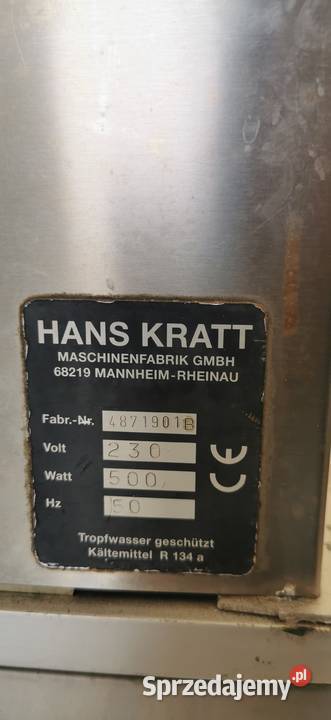 HANS KRATT
MASCHINENFABRIK GMBH
68219 MANNHEIM-RHEINAU
Fabr.-Nr. 48719018
Volt 230
Watt 500
Hz 50
CE
Tropfwasser geschützt
Kältemittel R 134 a
Sprzedajemy.pl